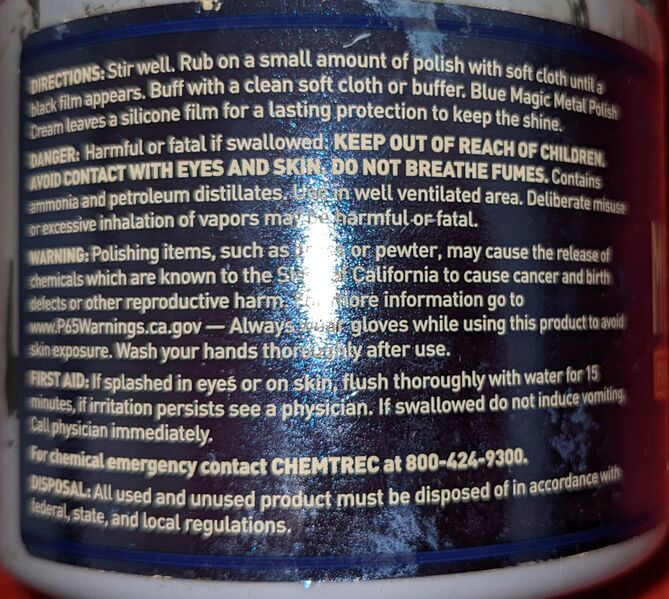 DIRECTIONS: Stir well. Rub on a small amount of polish with soft cloth until a
black film appears. Buff with a clean soft cloth or buffer. Blue Magic Metal Polish
Cream leaves a silicone film for a lasting protection to keep the shine.
DANGER: Harmful or fatal if swallowed. KEEP OUT OF REACH OF CHILDREN.
AVOID CONTACT WITH EYES AND SKIN. DO NOT BREATHE FUMES. Contains
ammonia and petroleum distillates. Use in well ventilated area. Deliberate misuse
or excessive inhalation of vapors may be harmful or fatal.
WARNING: Polishing items, such as or pewter, may cause the release of
chemicals which are known to the State of California to cause cancer and birth
defects or other reproductive harm. For more information go to
www.P65Warnings.ca.gov — Always wear gloves while using this product to avoid
skin exposure. Wash your hands thoroughly after use.
FIRST AID: If splashed in eyes or on skin, flush thoroughly with water for 15
minutes, if irritation persists see a physician. If swallowed do not induce vomiting.
Call physician immediately.
For chemical emergency contact CHEMTREC at 800-424-9300.
DISPOSAL: All used and unused product must be disposed of in accordance with
federal, state, and local regulations.